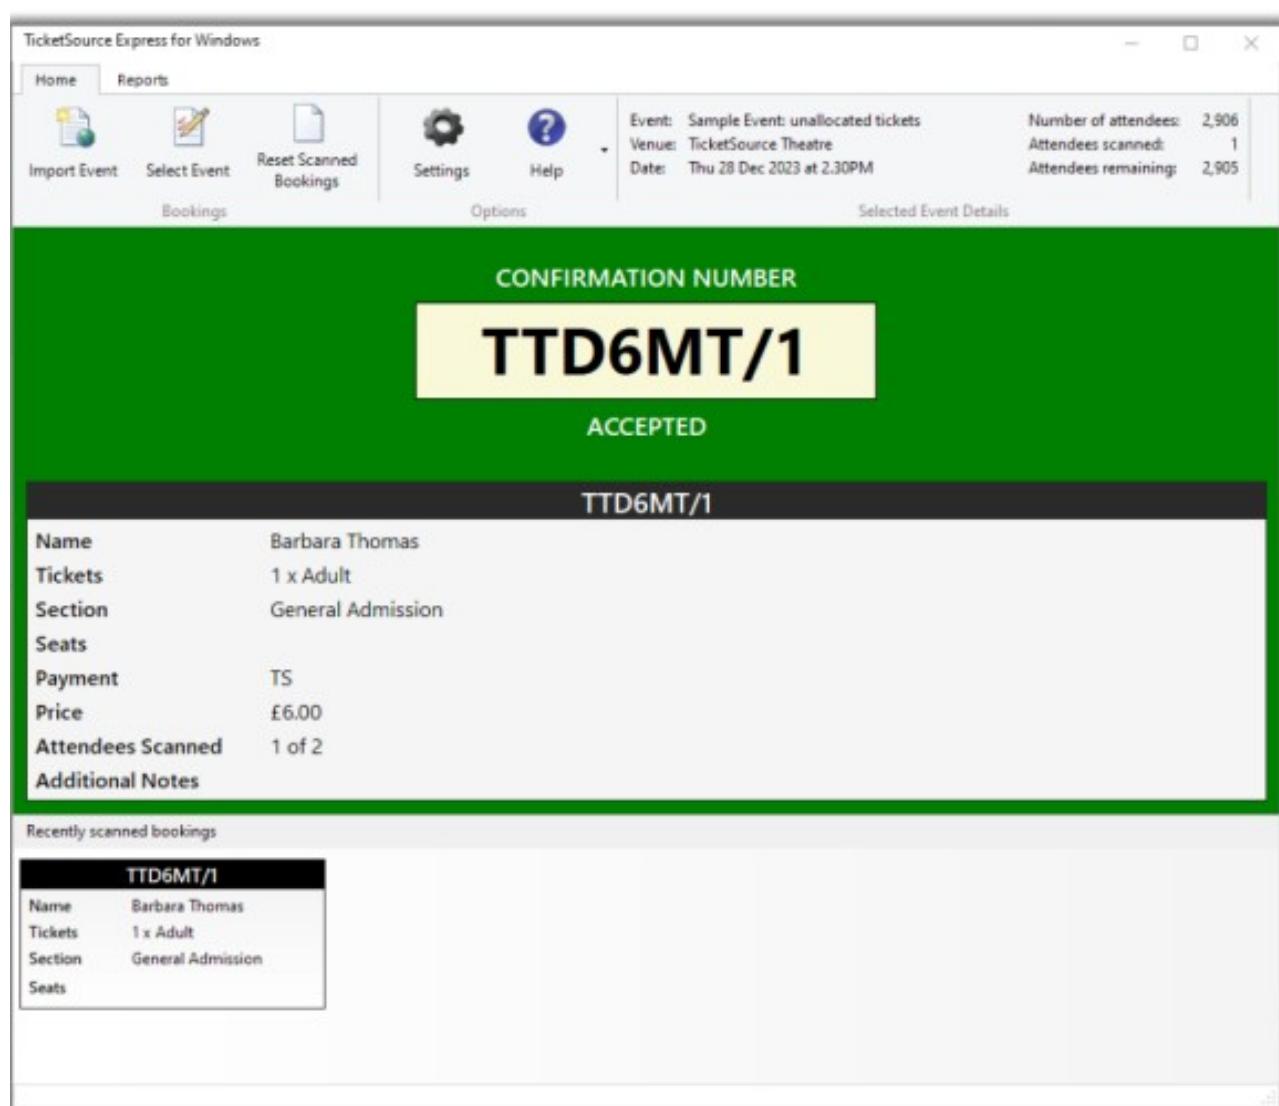 TicketSource Express for Windows
Home Reports
Import Event
Select Event
Reset Scanned
Bookings
Bookings
Settings
Help
Options
Event: Sample Event: unallocated tickets
Venue: TicketSource Theatre
Date: Thu 28 Dec 2023 at 2.30PM
Number of attendees: 2,906
Attendees scanned: 1
Attendees remaining: 2,905
Selected Event Details
CONFIRMATION NUMBER
TTD6MT/1
ACCEPTED
TTD6MT/1
Name Barbara Thomas
Tickets 1 x Adult
Section General Admission
Seats
Payment TS
Price £6.00
Attendees Scanned 1 of 2
Additional Notes
Recently scanned bookings
TTD6MT/1
Name Barbara Thomas
Tickets 1 x Adult
Section General Admission
Seats